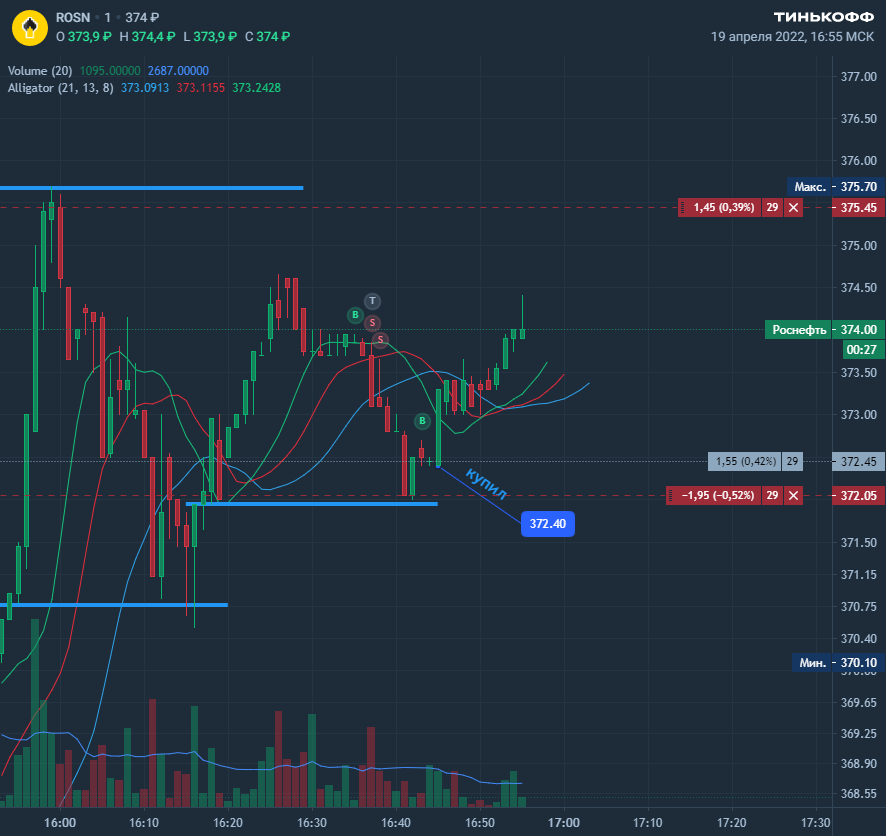 ROSN 1 374 ₽
ТИНЬКОФФ
О 373,9 ₽ Н 374,4 ₽ L 373,9 ₽ С 374 ₽
19 апреля 2022, 16:55 МСК
Volume (20) 1095.00000 2687.00000
Alligator (21, 13, 8) 373.0913 373.1155 373.2428
377.00
376.50
376.00
Макс. 375.70
1,45 (0,39%) 29 375.45
375.00
374.50
T
B
S
S
Роснефть 374.00
00:27
373.50
373.00
B
1,55 (0,42%) 29 372.45
купил
−1,95 (−0,52%) 29 372.05
372.40
371.50
371.15
370.75
370.40
Мин. 370.10
370.00
369.65
369.25
368.90
368.55
16:00 16:10 16:20 16:30 16:40 16:50 17:00 17:10 17:20 17:30